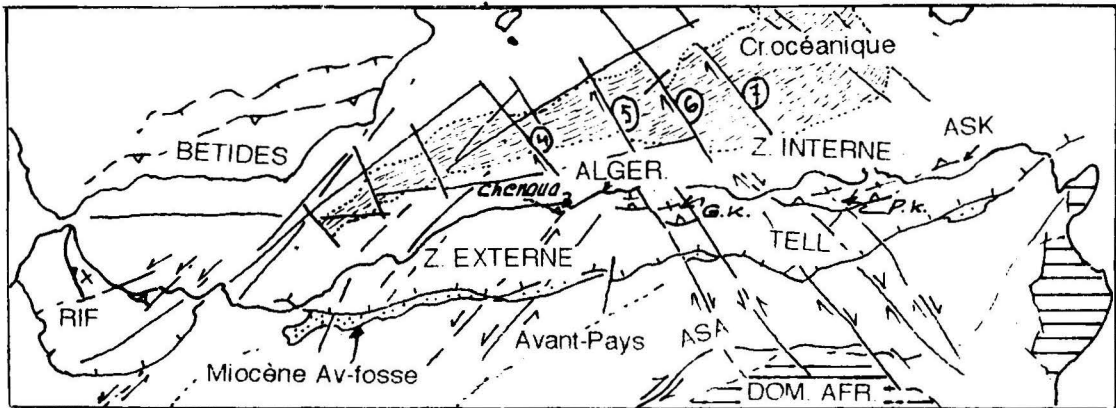 Cr.océanique
7
6
5
4
ASK
BETIDES
Z. INTERNE
ALGER.
Chenoua
G.K.
P.K.
TELL
Z. EXTERNE
RIF
Avant-Pays
ASA
Miocène Av-fosse
DOM. AFR.